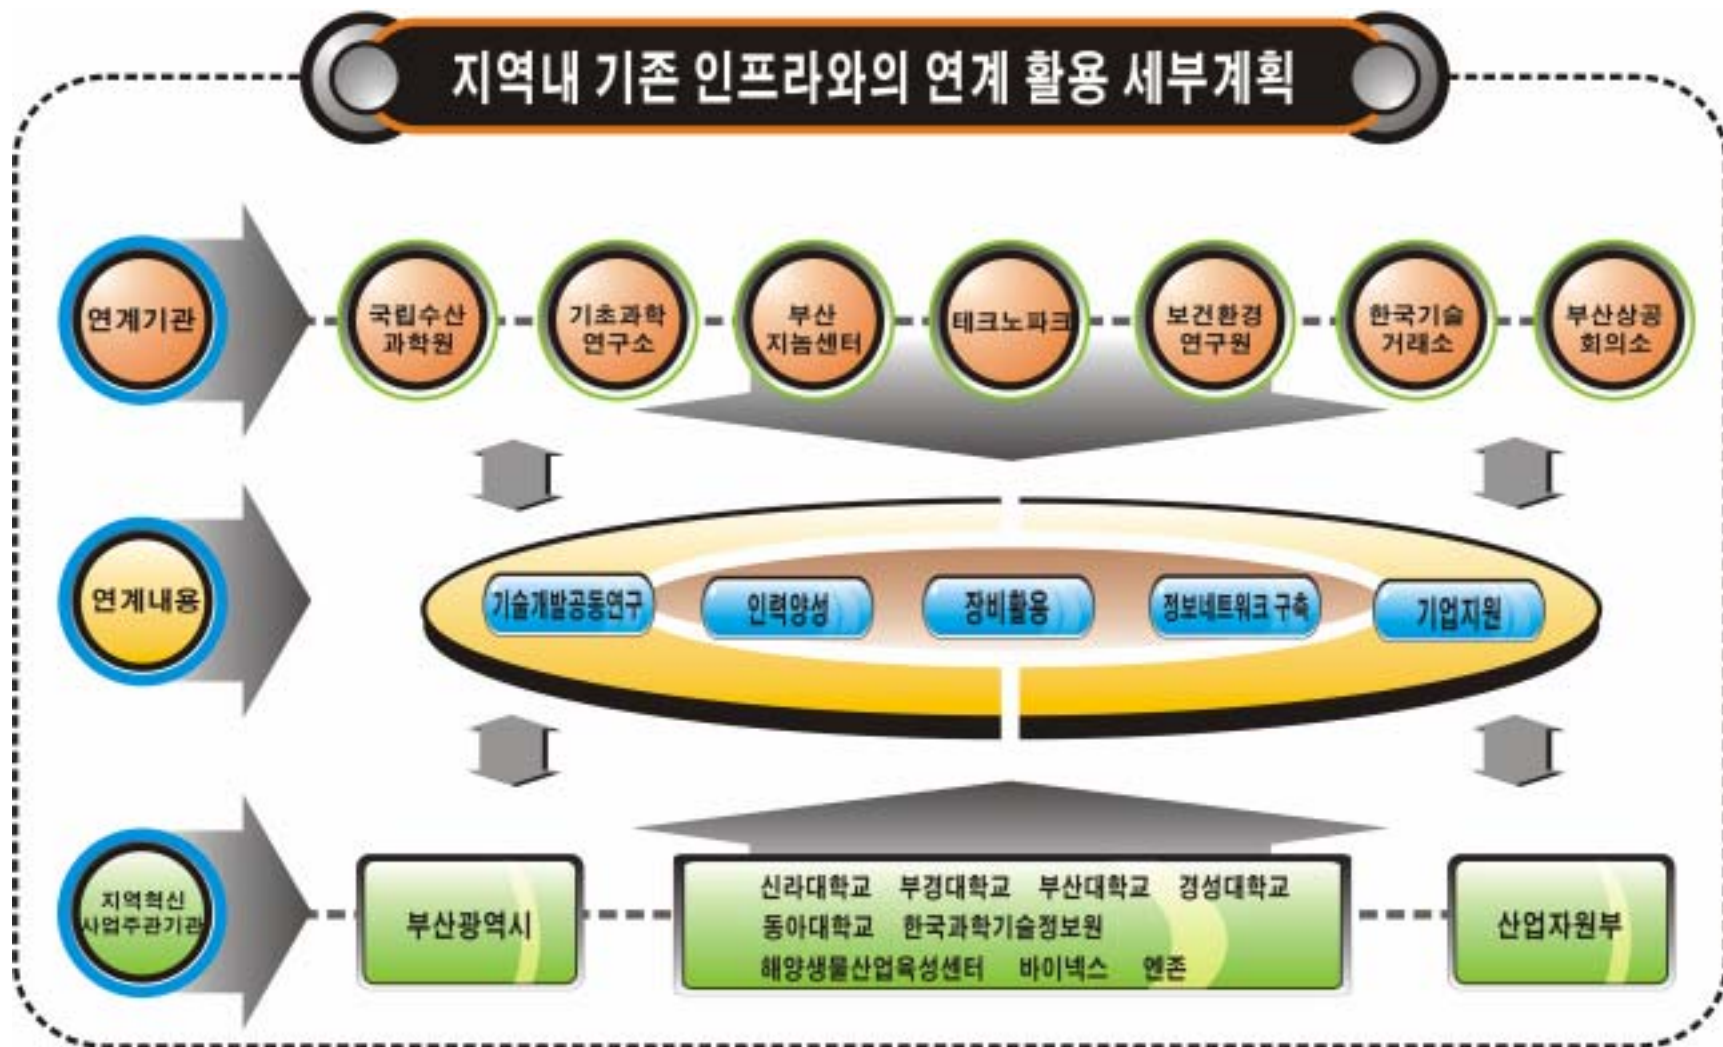 지역내 기존 인프라와의 연계 활용 세부계획
연계기관
국립수산
과학원
기초과학
연구소
부산
지놈센터
테크노파크
보건환경
연구원
한국기술
거래소
부산상공
회의소
연계내용
기술개발공동연구
인력양성
장비활용
정보네트워크 구축
기업지원
지역혁신
사업주관기관
부산광역시
신라대학교 부경대학교 부산대학교 경성대학교
동아대학교 한국과학기술정보원
해양생물산업육성센터 바이넥스 엔존
산업자원부